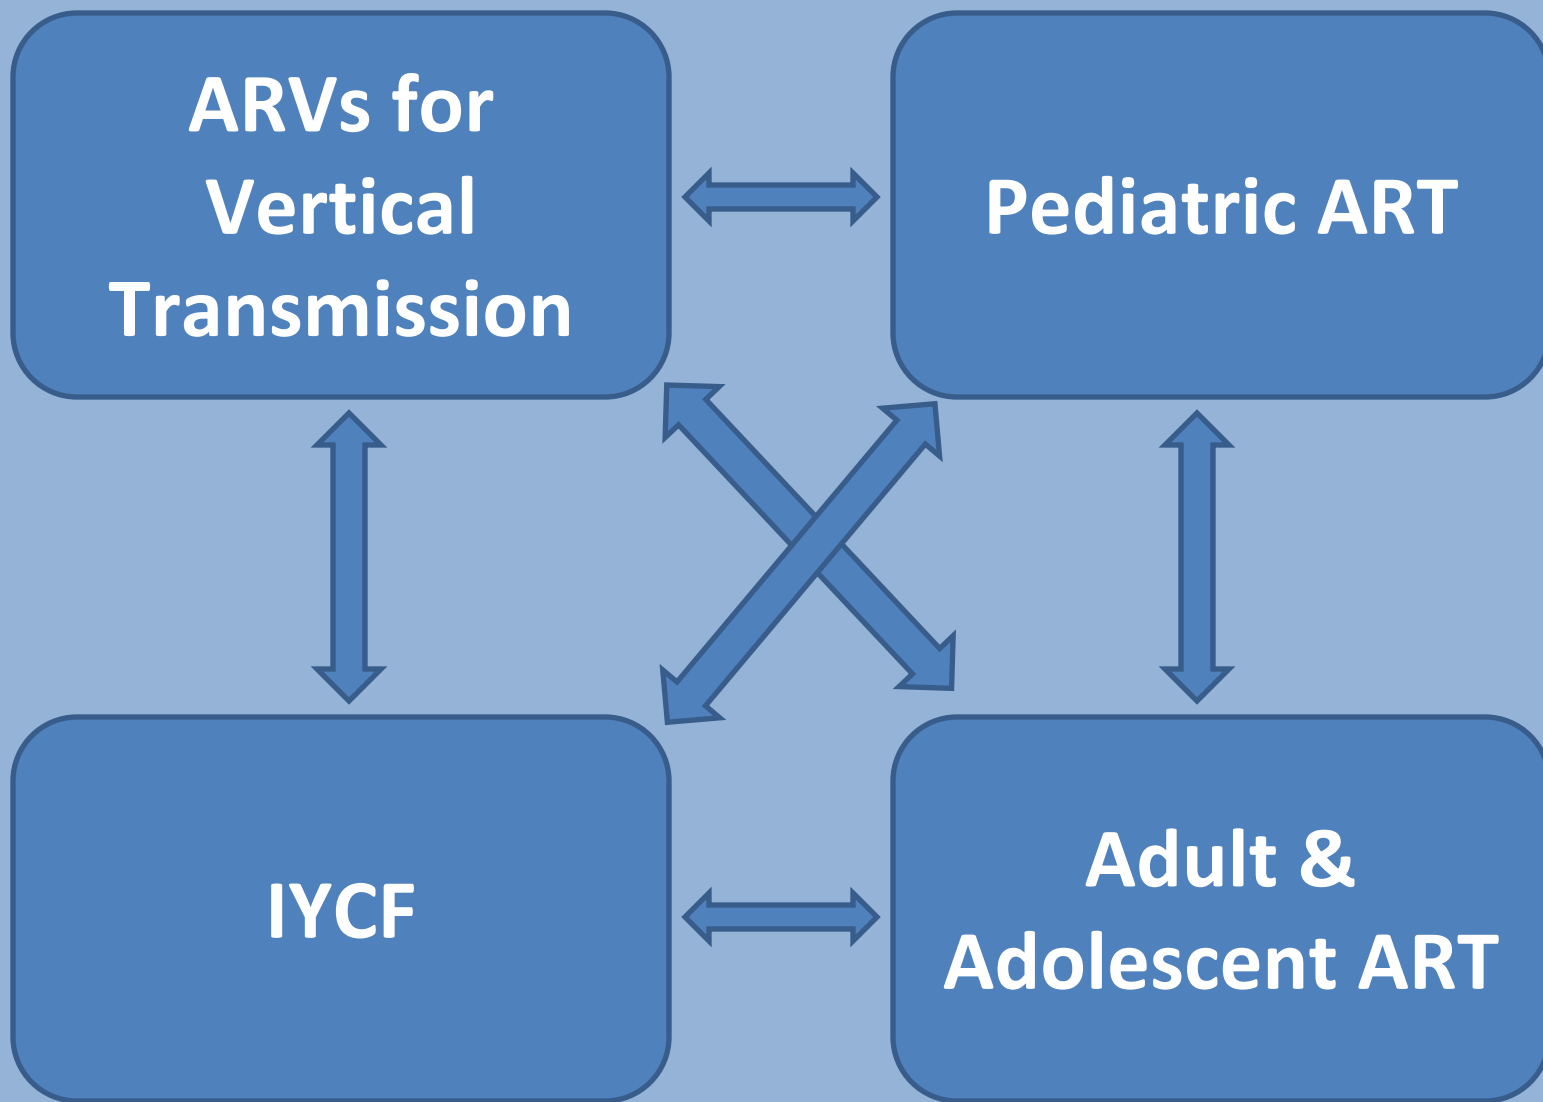 ARVs for
Vertical
Transmission
Pediatric ART
IYCF
Adult &
Adolescent ART